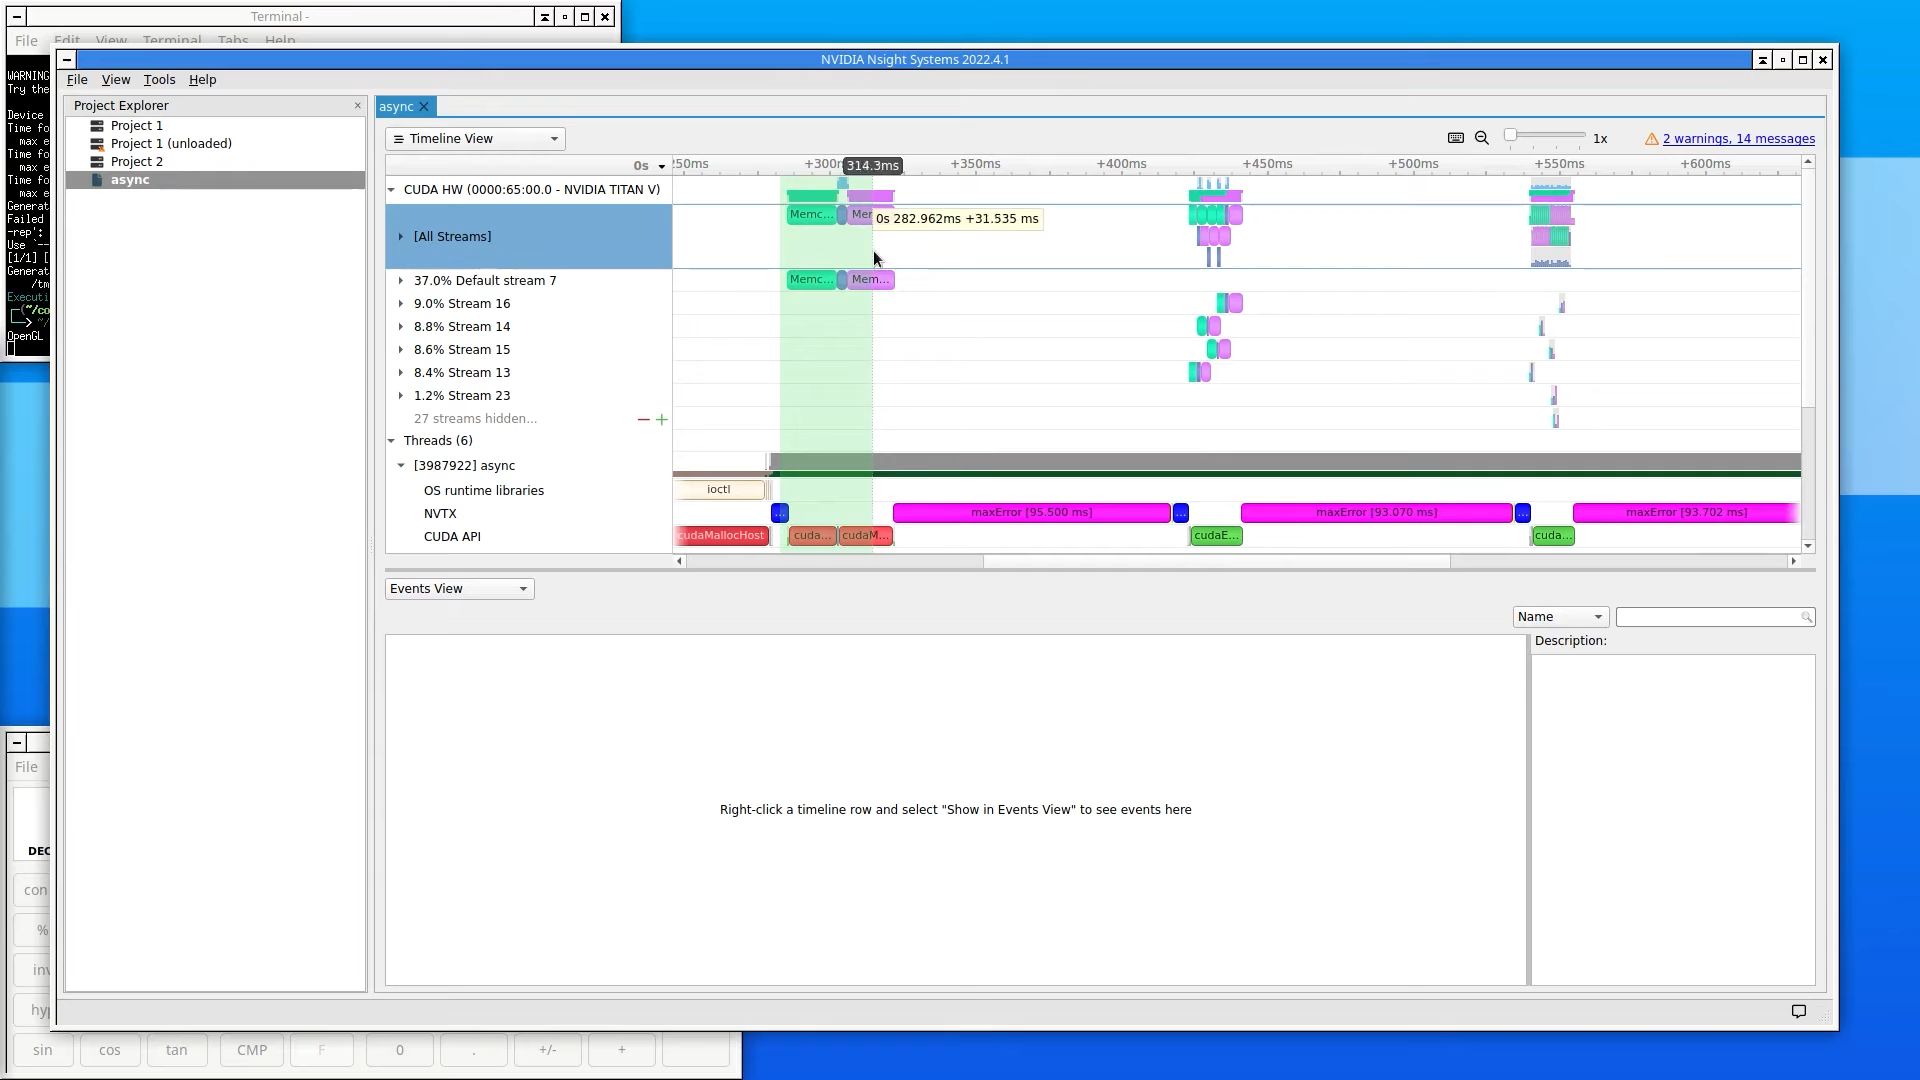 Terminal -
File Edit View Terminal Tabs Help
WARNING
Try the
Device
Time fo
max e
Time fo
max e
Time fo
max e
Generat
Failed
-rep':
Use `--
[1/1] [
Generat
/tm
Executi
OpenGL
NVIDIA Nsight Systems 2022.4.1
File View Tools Help
Project Explorer
Project 1
Project 1 (unloaded)
Project 2
async
async
Timeline View
1x
2 warnings, 14 messages
0s
250ms +300m 314.3ms +350ms +400ms +450ms +500ms +550ms +600ms
CUDA HW (0000:65:00.0 - NVIDIA TITAN V)
[All Streams]
Memc... Mer
0s 282.962ms +31.535 ms
37.0% Default stream 7
Memc... Mem...
9.0% Stream 16
8.8% Stream 14
8.6% Stream 15
8.4% Stream 13
1.2% Stream 23
27 streams hidden...
Threads (6)
[3987922] async
OS runtime libraries
ioctl
NVTX
... maxError [95.500 ms] ... maxError [93.070 ms] ... maxError [93.702 ms]
CUDA API
cudaMallocHost cuda... cudaM... cudaE... cuda...
Events View
Name
Description:
Right-click a timeline row and select "Show in Events View" to see events here
File
DEC
con
%
inv
hyp
sin cos tan CMP F 0 . +/- +